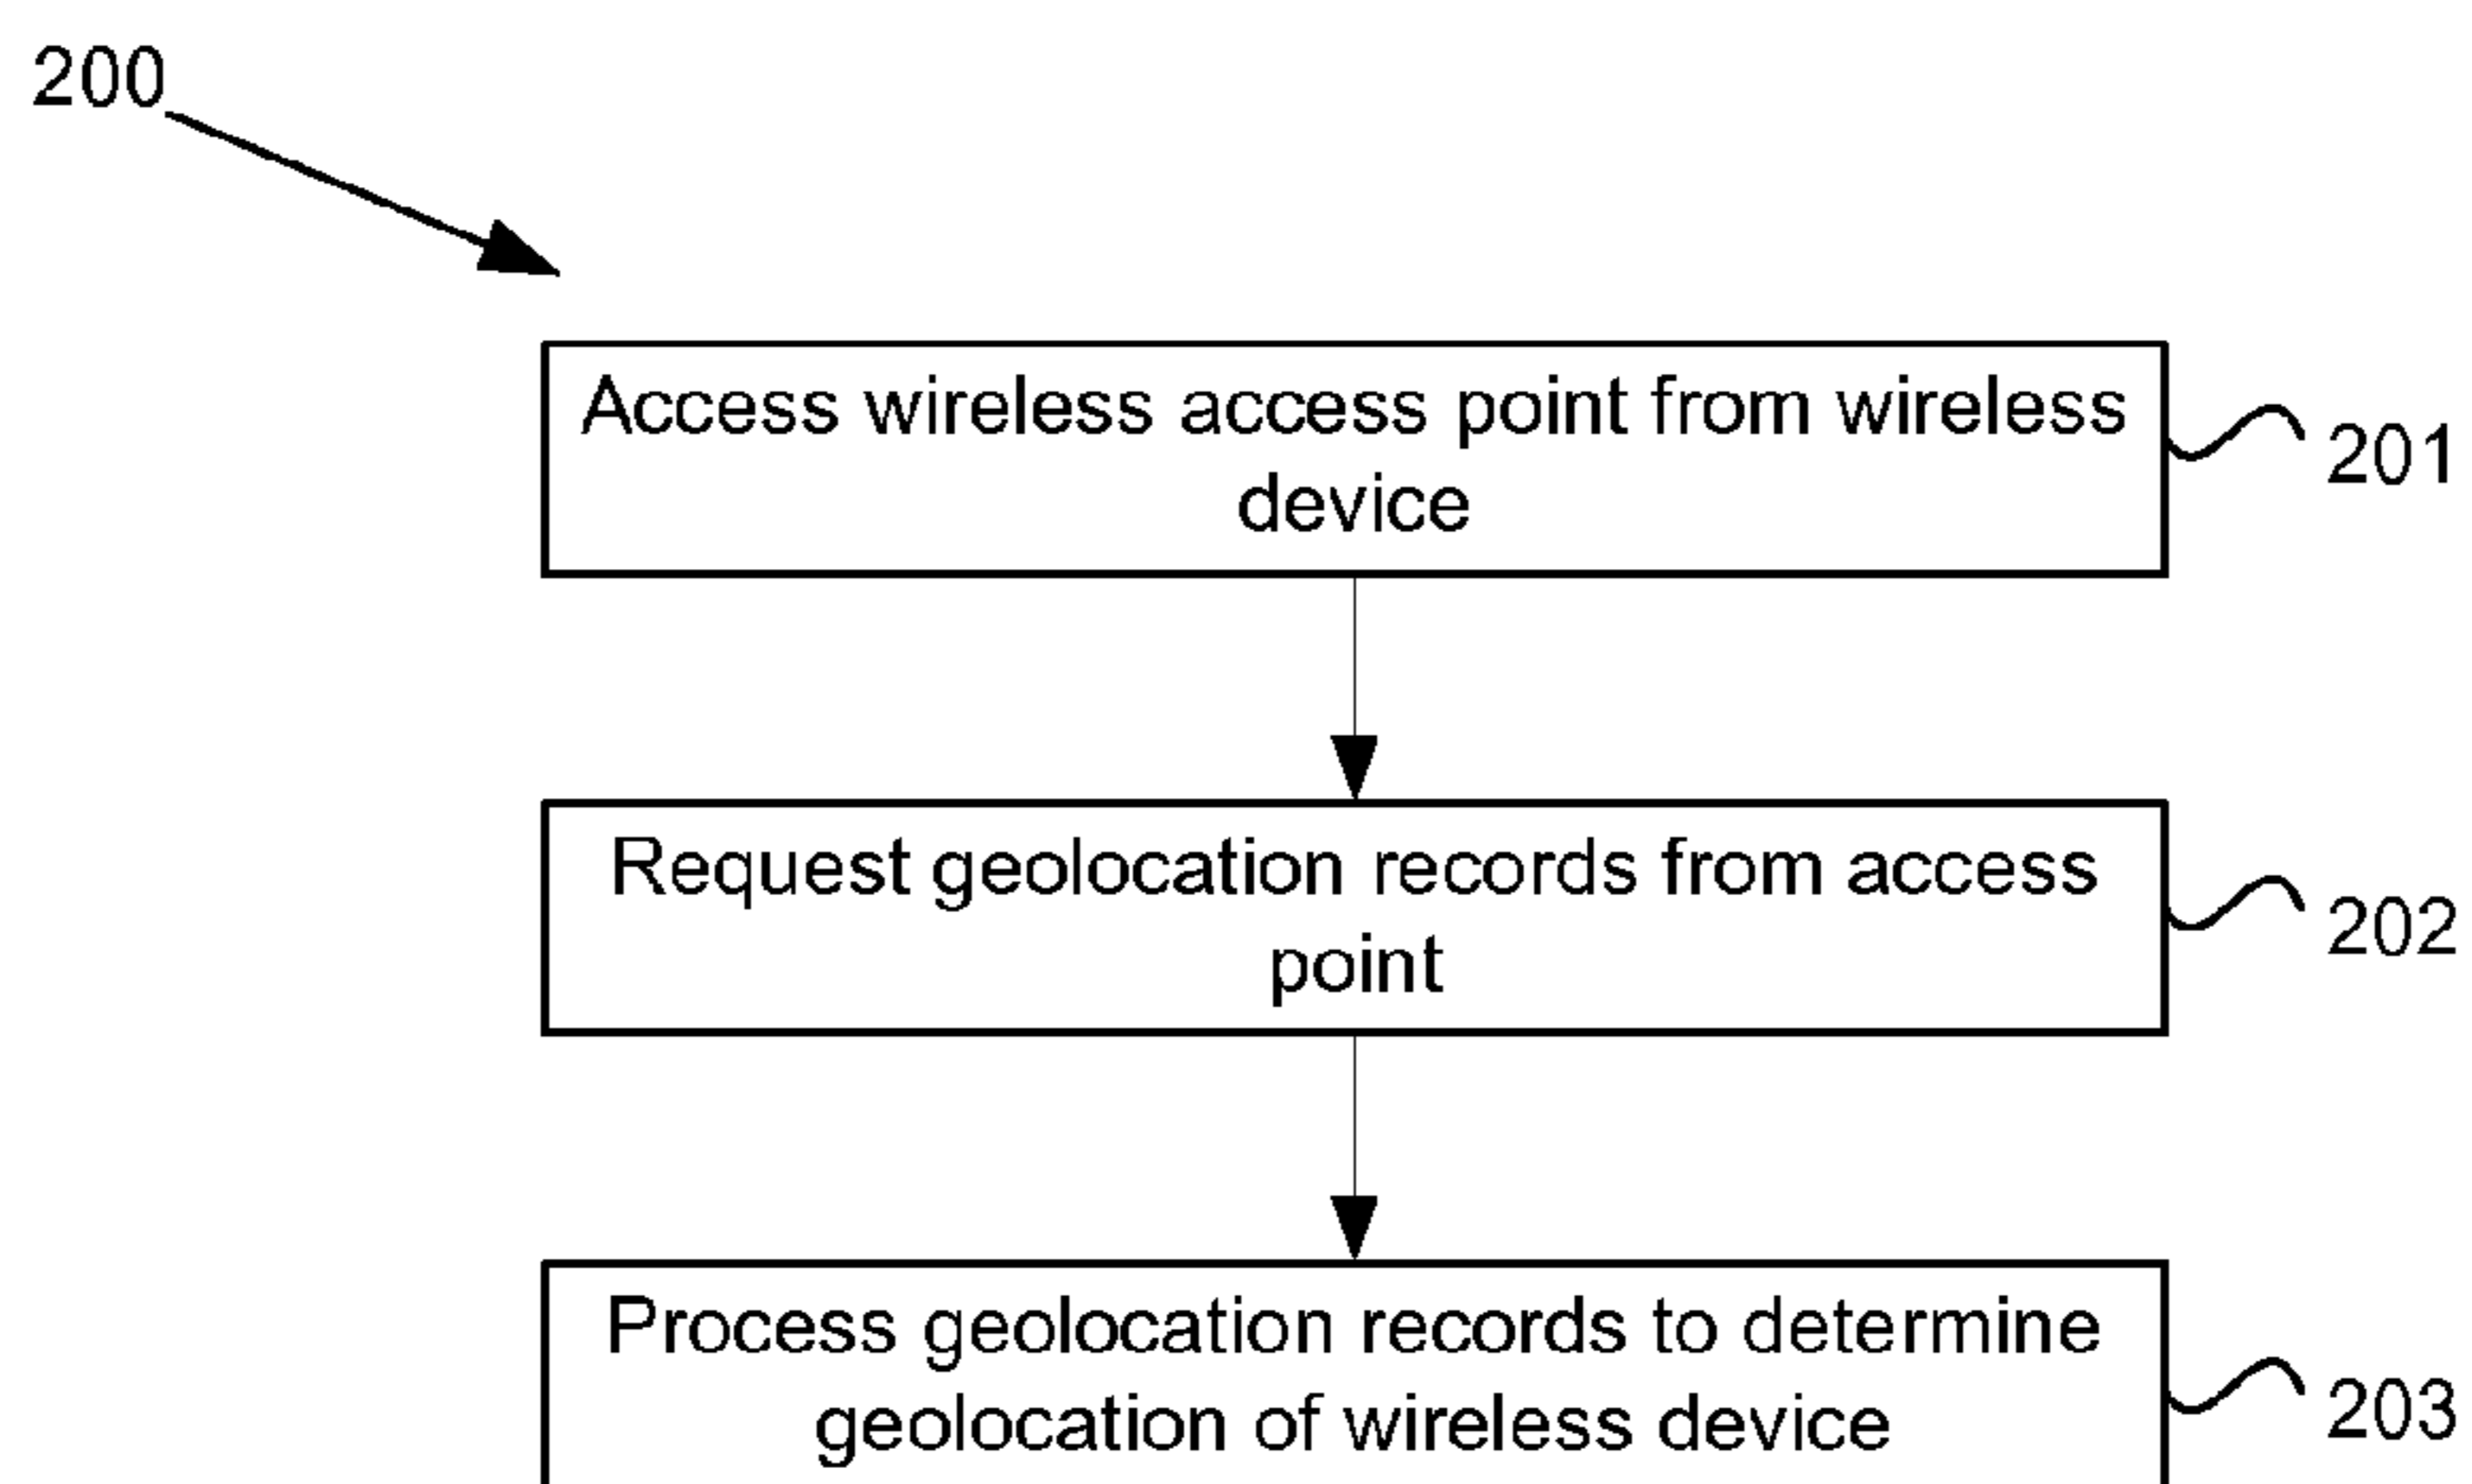 200
Access wireless access point from wireless
device
201
Request geolocation records from access
point
202
Process geolocation records to determine
geolocation of wireless device
203